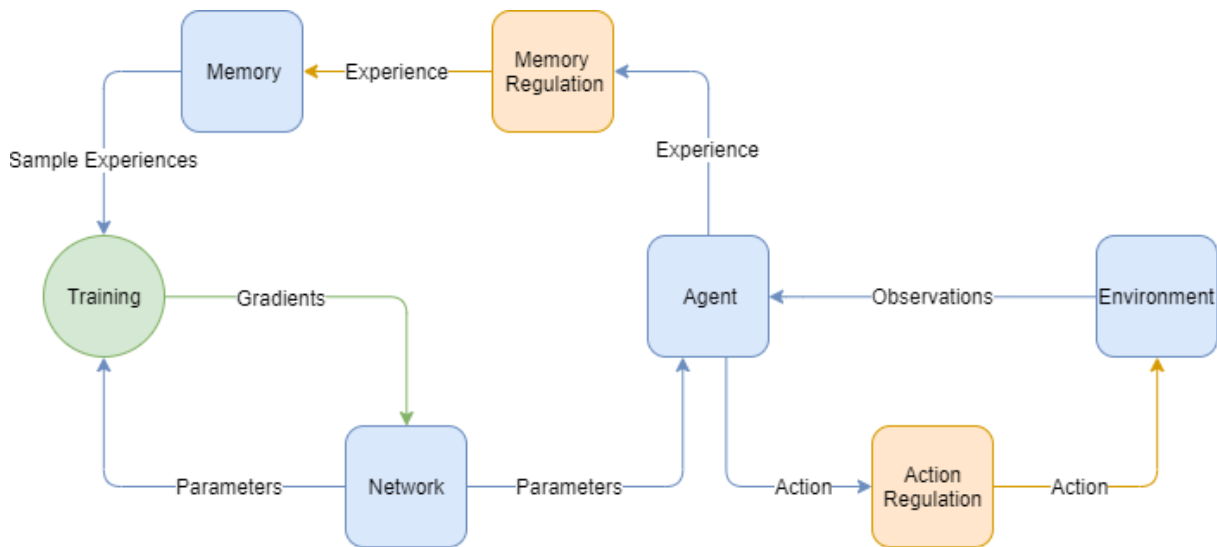 Memory
Experience
Memory
Regulation
Sample Experiences
Experience
Training
Gradients
Agent
Observations
Environment
Parameters
Network
Parameters
Action
Action
Regulation
Action